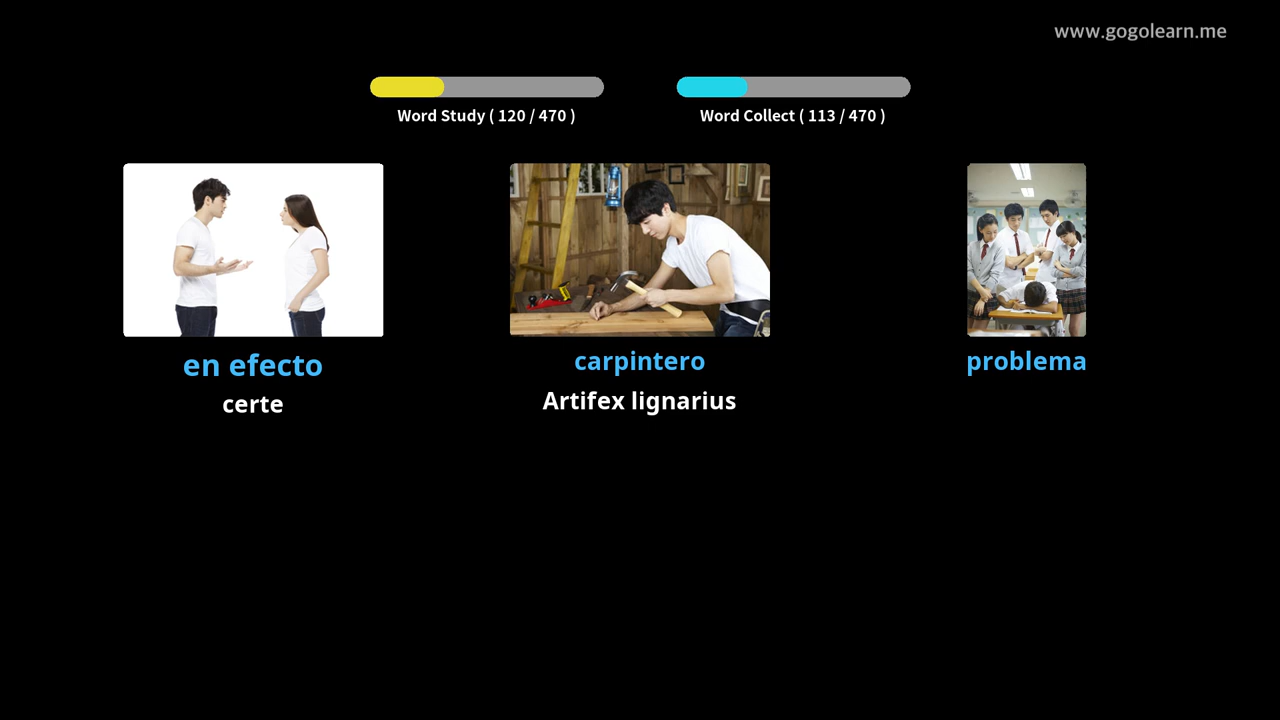 www.gogolearn.me
Word Study ( 120 / 470 )
Word Collect ( 113 / 470 )
en efecto
certe
carpintero
Artifex lignarius
problema